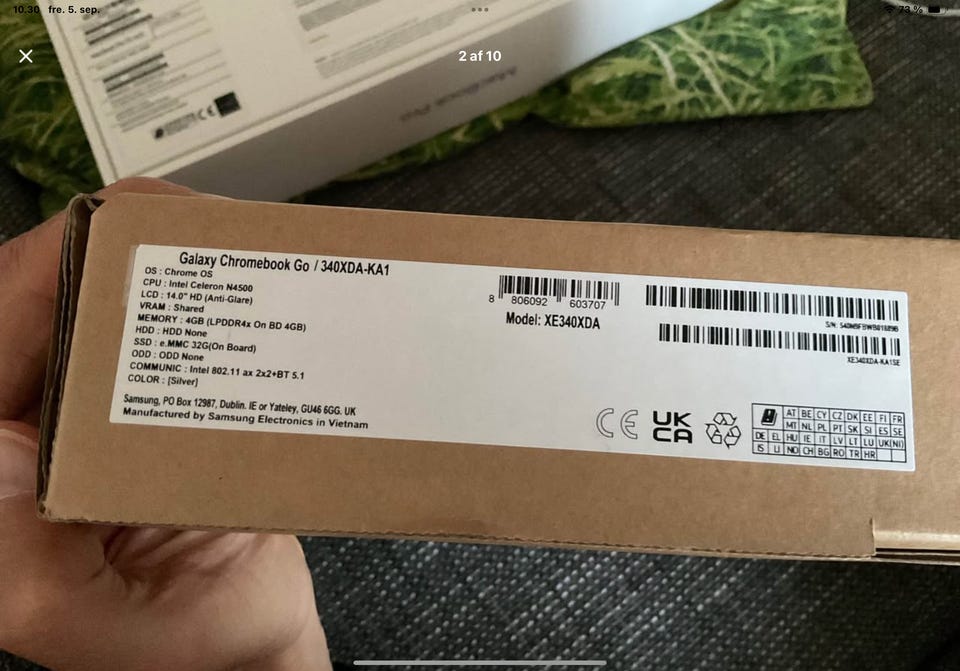 10.30 fre. 5. sep.
73 %
2 af 10
MacBook Pro
Galaxy Chromebook Go / 340XDA-KA1
OS : Chrome OS
CPU : Intel Celeron N4500
LCD : 14.0" HD (Anti-Glare)
VRAM : Shared
MEMORY : 4GB (LPDDR4x On BD 4GB)
HDD : HDD None
SSD : e.MMC 32G(On Board)
ODD : ODD None
COMMUNIC : Intel 802.11 ax 2x2+BT 5.1
COLOR : [Silver]
Samsung, PO Box 12987, Dublin. IE or Yateley, GU46 6GG. UK
Manufactured by Samsung Electronics in Vietnam
8 806092 603707
Model: XE340XDA
S/N:
XE340XDA-KA1SE
CE
UK
CA
AT BE CY CZ DK EE FI FR
MT NL PL PT SK SI ES SE
DE EL HU IE IT LV LT LU UK(NI)
IS LI NO CH BG RO TR HR